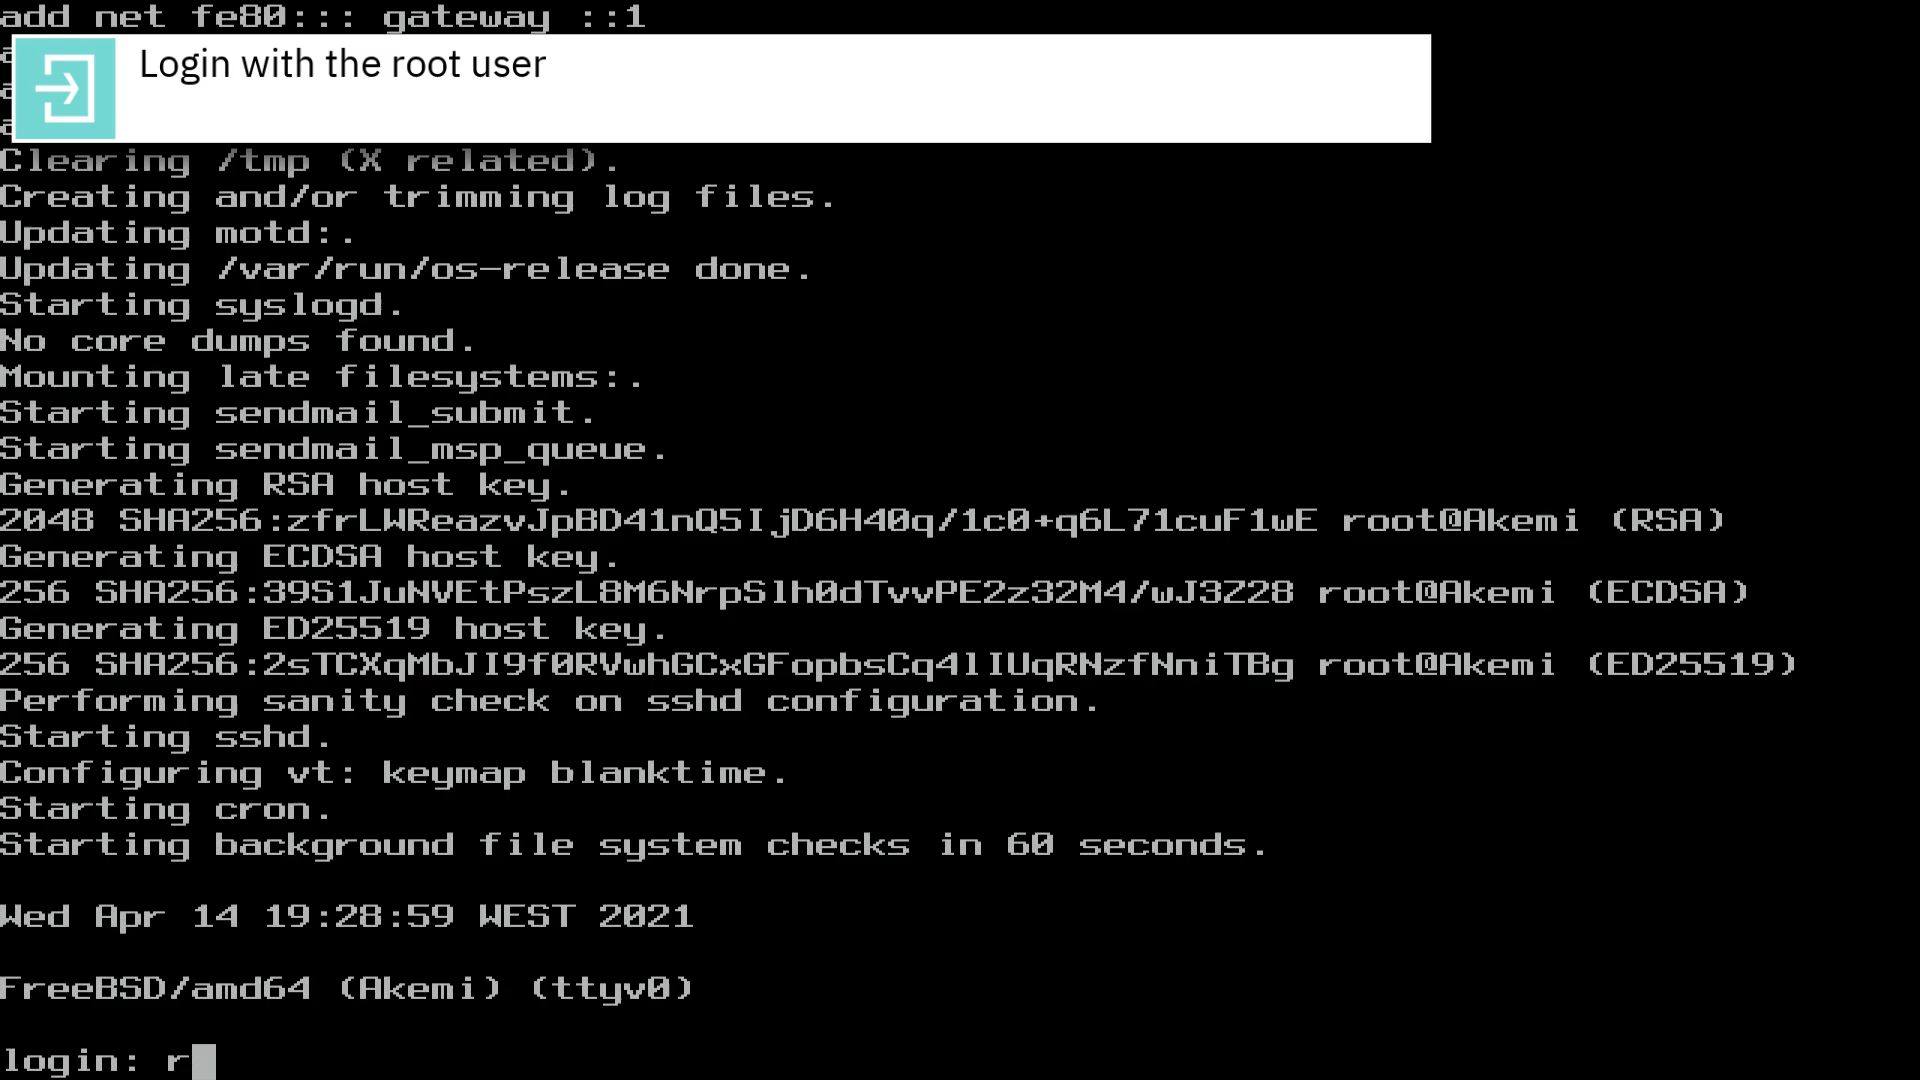 add net fe80::: gateway ::1
Login with the root user
Clearing /tmp (X related).
Creating and/or trimming log files.
Updating motd:.
Updating /var/run/os-release done.
Starting syslogd.
No core dumps found.
Mounting late filesystems:.
Starting sendmail_submit.
Starting sendmail_msp_queue.
Generating RSA host key.
2048 SHA256:zfrLWReazvJpBD41nQ5IjD6H40q/1c0+q6L71cuF1wE root@Akemi (RSA)
Generating ECDSA host key.
256 SHA256:39S1JuNVEtPszL8M6NrpSlh0dTvvPE2z32M4/wJ3Z28 root@Akemi (ECDSA)
Generating ED25519 host key.
256 SHA256:2sTCXqMbJI9f0RVwhGCxGFopbsCq4lIUqRNzfNniTBg root@Akemi (ED25519)
Performing sanity check on sshd configuration.
Starting sshd.
Configuring vt: keymap blanktime.
Starting cron.
Starting background file system checks in 60 seconds.
Wed Apr 14 19:28:59 WEST 2021
FreeBSD/amd64 (Akemi) (ttyv0)
login: r